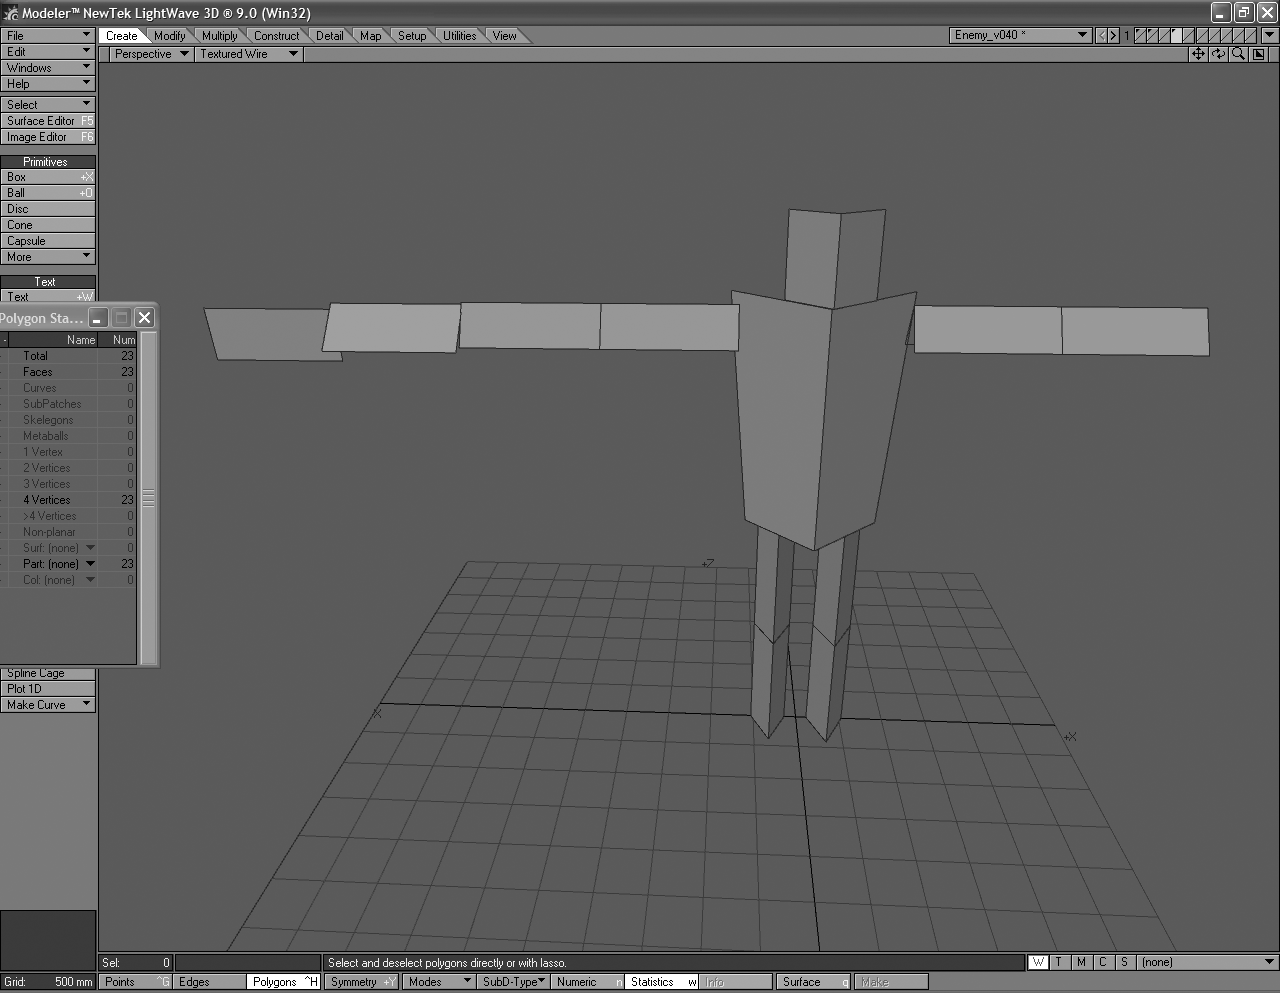 Modeler™ NewTek LightWave 3D ® 9.0 (Win32)
File
Create Modify Multiply Construct Detail Map Setup Utilities View
Enemy_v040 *
1
Edit
Perspective
Textured Wire
Windows
Help
Select
Surface Editor F5
Image Editor F6
Primitives
Box +X
Ball +O
Disc
Cone
Capsule
More
Text
Text +W
Polygon Sta...
- Name Num
Total 23
Faces 23
Curves 0
SubPatches 0
Skelegons 0
Metaballs 0
1 Vertex 0
2 Vertices 0
3 Vertices 0
4 Vertices 23
>4 Vertices 0
Non-planar 0
Surf: (none) 0
Part: (none) 23
Col: (none) 0
Spline Cage
Plot 1D
Make Curve
+Z
X
+X
Sel: 0
Select and deselect polygons directly or with lasso.
W T M C S (none)
Grid: 500 mm
Points ^G
Edges
Polygons ^H
Symmetry +Y
Modes
SubD-Type
Numeric n
Statistics w
Info
Surface q
Make